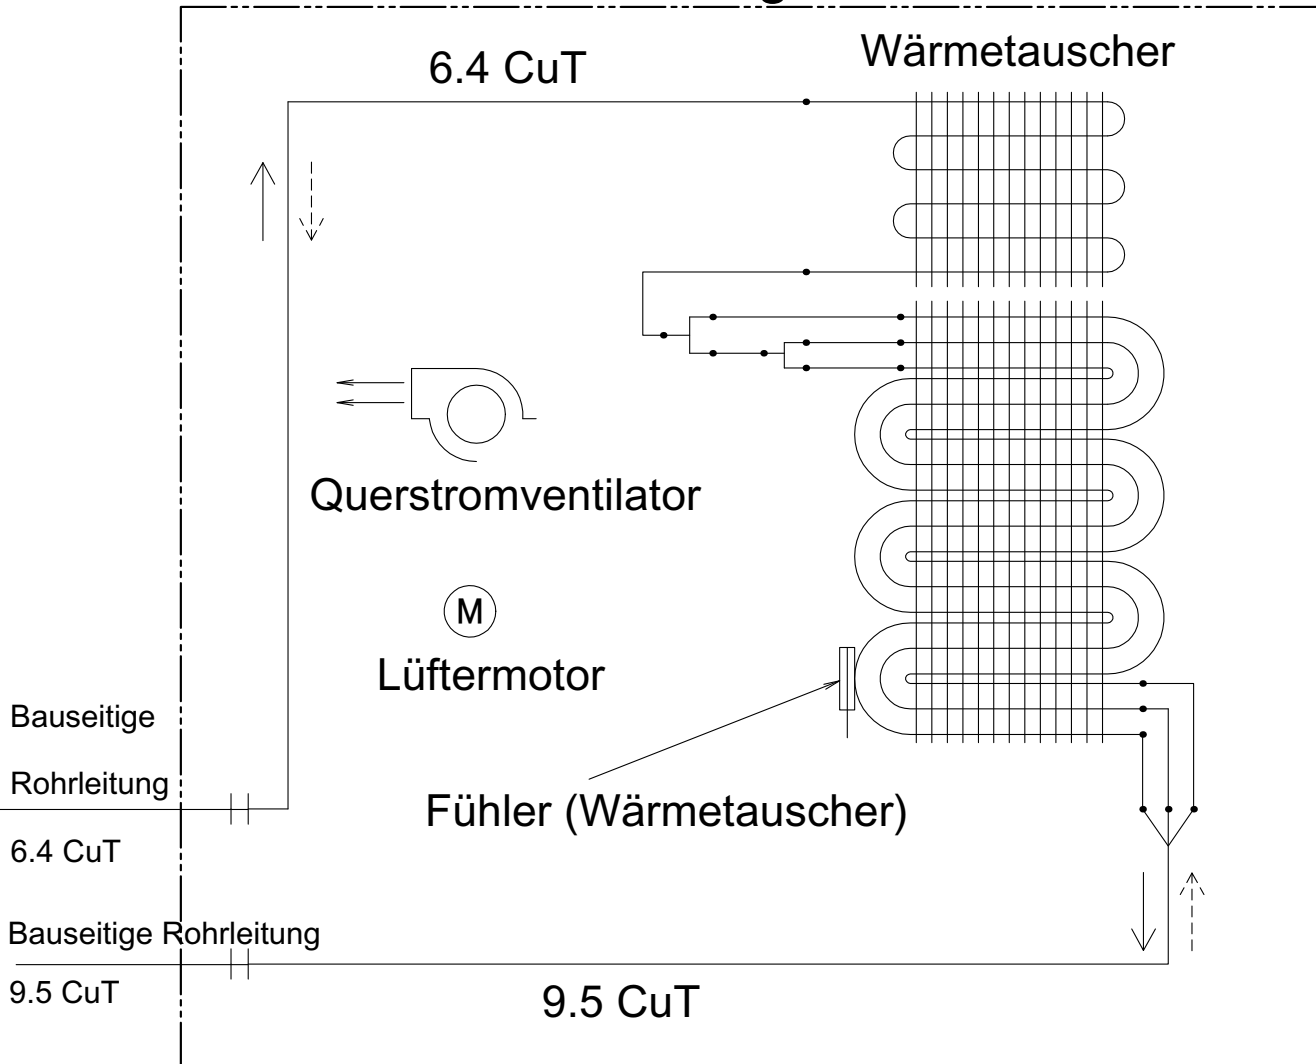 Wärmetauscher
6.4 CuT
Querstromventilator
M
Lüftermotor
Bauseitige
Rohrleitung
Fühler (Wärmetauscher)
6.4 CuT
Bauseitige Rohrleitung
9.5 CuT
9.5 CuT